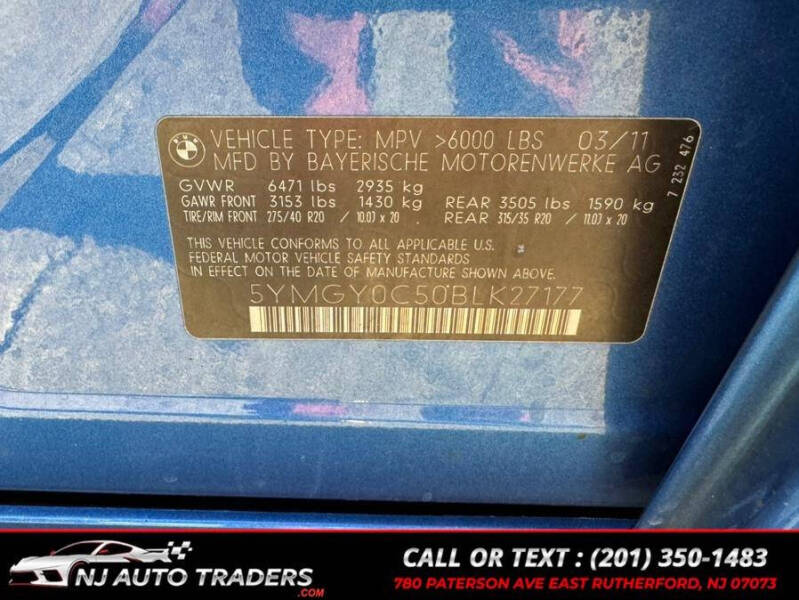 BMW
VEHICLE TYPE: MPV >6000 LBS 03/11
MFD BY BAYERISCHE MOTORENWERKE AG
GVWR 6471 lbs 2935 kg
GAWR FRONT 3153 lbs 1430 kg REAR 3505 lbs 1590 kg
TIRE/RIM FRONT 275/40 R20 / 10.0J x 20 REAR 315/35 R20 / 11.0J x 20
THIS VEHICLE CONFORMS TO ALL APPLICABLE U.S.
FEDERAL MOTOR VEHICLE SAFETY STANDARDS
IN EFFECT ON THE DATE OF MANUFACTURE SHOWN ABOVE.
5YMGY0C50BLK27177
7 232 476
NJ AUTO TRADERS
.COM
CALL OR TEXT : (201) 350-1483
780 PATERSON AVE EAST RUTHERFORD, NJ 07073